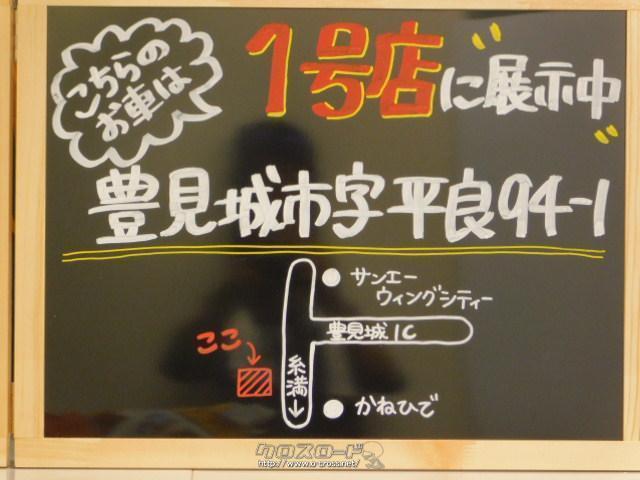 こちらの
お車は
1号店に展示中
豊見城市字平良94-1
サンエー
ウィングシティー
豊見城IC
ここ
糸満
↓
かねひで
クロスロード
http://www.o-cross.net/